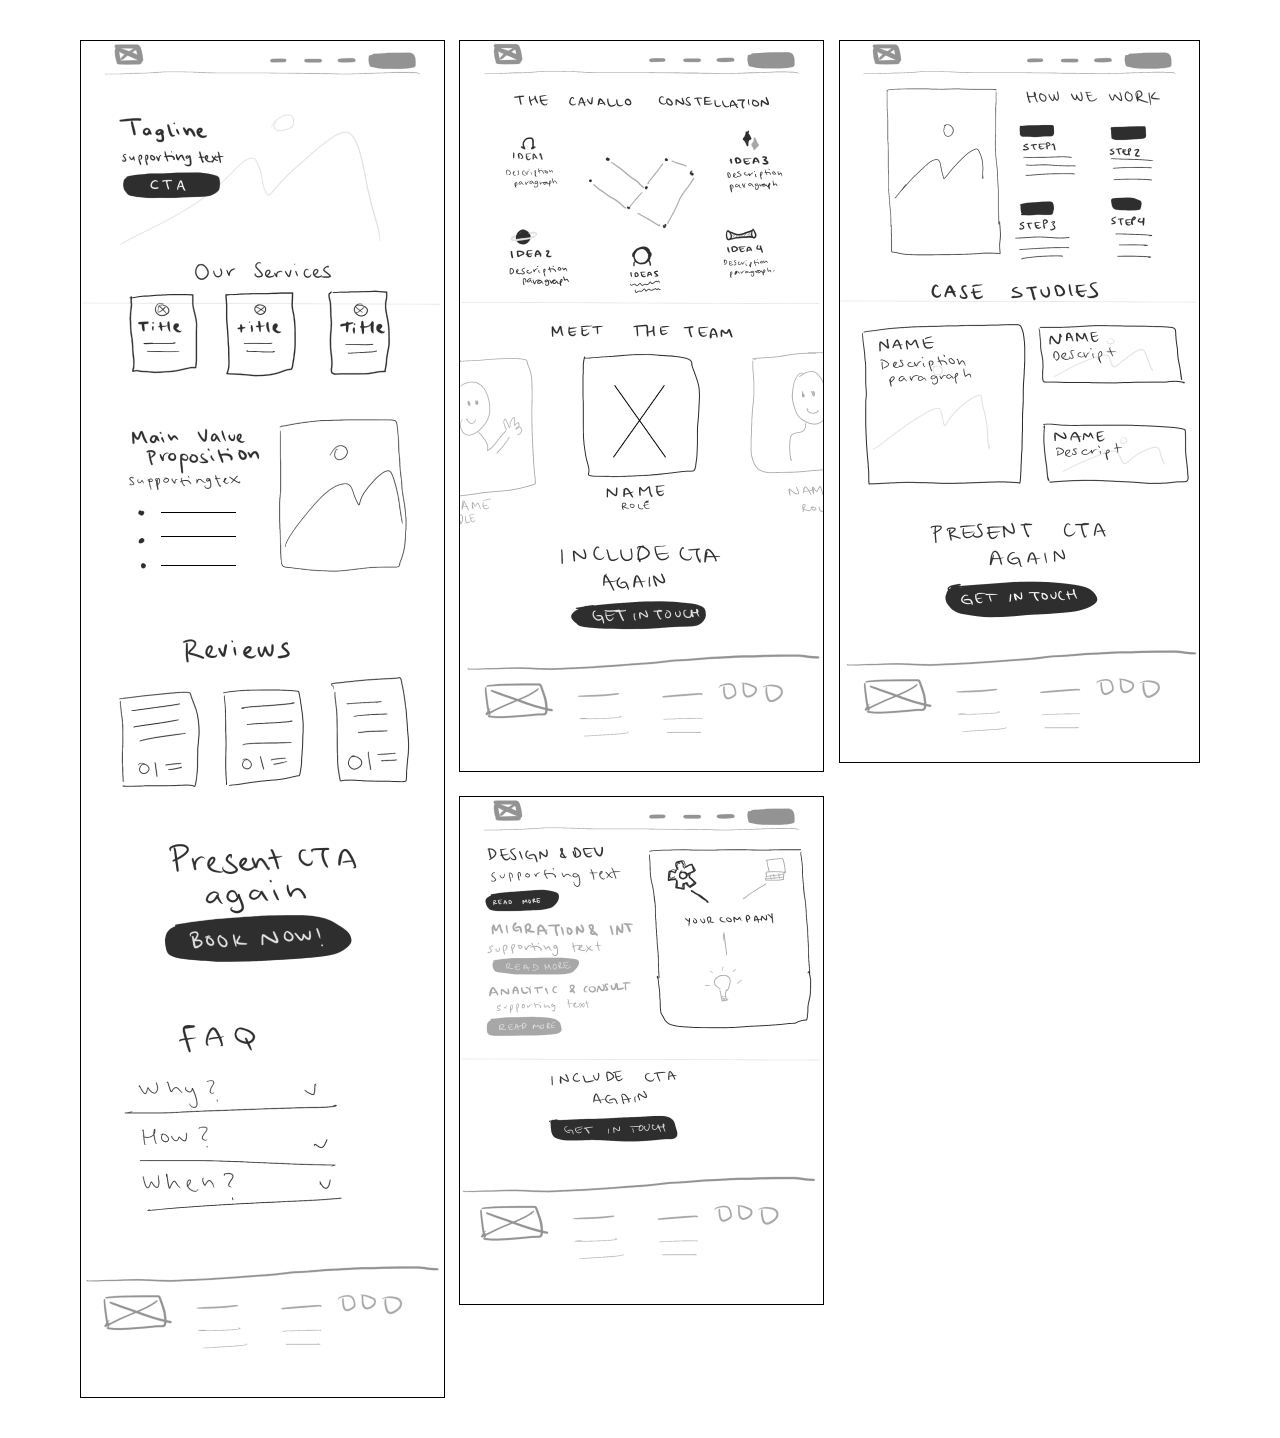 Tagline
supporting text
CTA
Our Services
Title
title
Title
Main Value
Proposition
supportingtex
Reviews
Present CTA
again
BOOK NOW!
FAQ
Why?
How?
When?
THE CAVALLO CONSTELLATION
IDEA1
Description
paragraph
IDEA3
Description
paragraph
IDEA2
Description
paragraph
IDEA5
IDEA4
Description
paragraph.
MEET THE TEAM
AME
OLE
NAME
ROLE
NAM
ROL
INCLUDE CTA
AGAIN
GET IN TOUCH
HOW WE WORK
STEP1
STEP2
STEP3
STEP4
CASE STUDIES
NAME
Description
paragraph
NAME
Descript
NAME
Descript
PRESENT CTA
AGAIN
GET IN TOUCH
DESIGN & DEV
supporting text
READ MORE
MIGRATION & INT
supporting text
READ MORE
ANALYTIC & CONSULT
supporting text
READ MORE
YOUR COMPANY
INCLUDE CTA
AGAIN
GET IN TOUCH